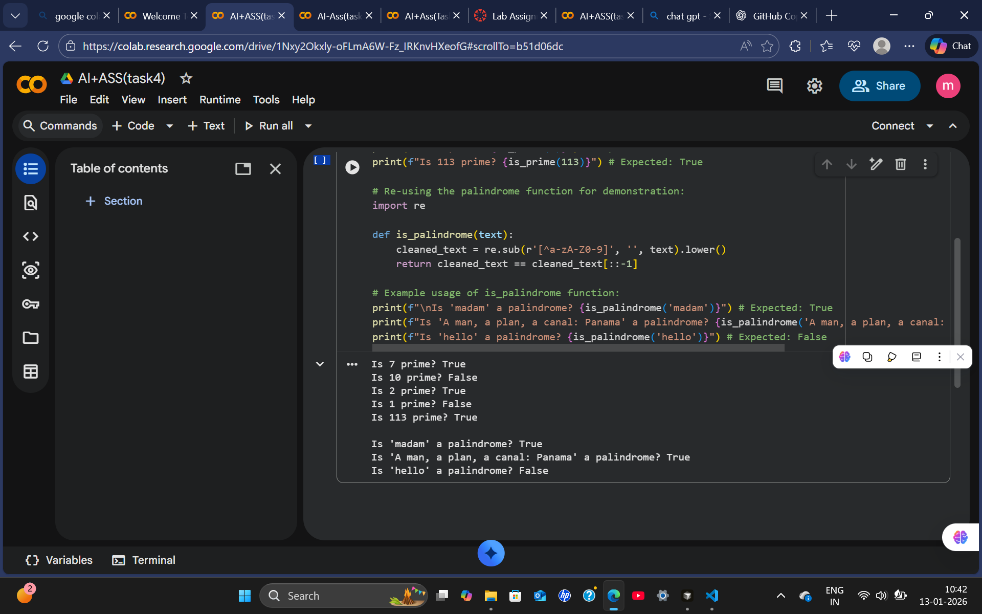 google col
Welcome T
AI+ASS(tas
AI-Ass(task
AI+Ass(Tas
Lab Assign
AI+ASS(ta
chat gpt -
GitHub Co
https://colab.research.google.com/drive/1Nxy2Okxly-oFLmA6W-Fz_lRKnvHXeofG#scrollTo=b51d06dc
Chat
AI+ASS(task4)
File Edit View Insert Runtime Tools Help
Share
m
Commands + Code + Text Run all
Connect
Table of contents
+ Section
[ ]
print(f"Is 113 prime? {is_prime(113)}") # Expected: True
# Re-using the palindrome function for demonstration:
import re
def is_palindrome(text):
cleaned_text = re.sub(r'[^a-zA-Z0-9]', '', text).lower()
return cleaned_text == cleaned_text[::-1]
# Example usage of is_palindrome function:
print(f"\nIs 'madam' a palindrome? {is_palindrome('madam')}") # Expected: True
print(f"Is 'A man, a plan, a canal: Panama' a palindrome? {is_palindrome('A man, a plan, a canal:
print(f"Is 'hello' a palindrome? {is_palindrome('hello')}") # Expected: False
Is 7 prime? True
Is 10 prime? False
Is 2 prime? True
Is 1 prime? False
Is 113 prime? True
Is 'madam' a palindrome? True
Is 'A man, a plan, a canal: Panama' a palindrome? True
Is 'hello' a palindrome? False
Variables
Terminal
2
Search
ENG
IN
10:42
13-01-2026